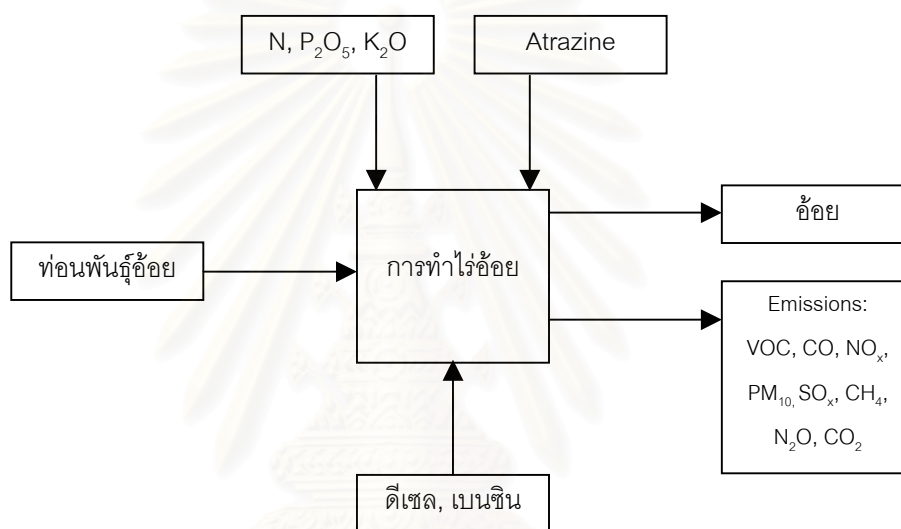 N, P₂O₅, K₂O
Atrazine
อ้อย
ท่อนพันธุ์อ้อย
การทำไร่อ้อย
Emissions:
VOC, CO, NOₓ,
PM₁₀, SOₓ, CH₄,
N₂O, CO₂
ดีเซล, เบนซิน